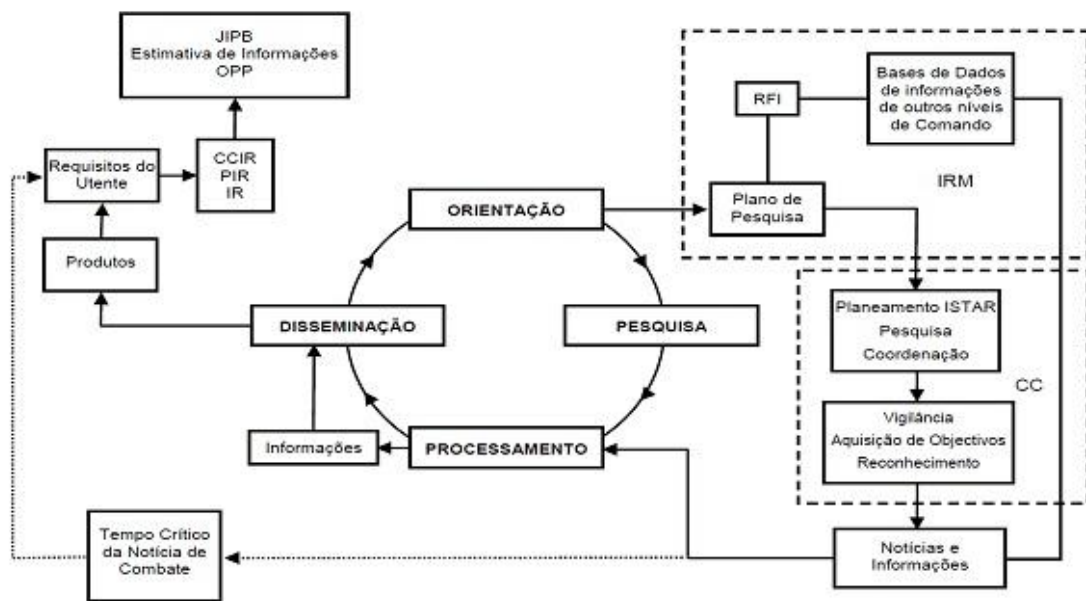 JIPB
Estimativa de Informações
OPP
RFI
Bases de Dados
de informações
de outros níveis
de Comando
Requisitos do
Utente
CCIR
PIR
IR
IRM
ORIENTAÇÃO
Plano de
Pesquisa
Produtos
DISSEMINAÇÃO
PESQUISA
Planeamento ISTAR
Pesquisa
Coordenação
CC
Vigilância
Aquisição de Objectivos
Reconhecimento
Informações
PROCESSAMENTO
Tempo Crítico
da Notícia de
Combate
Notícias e
Informações